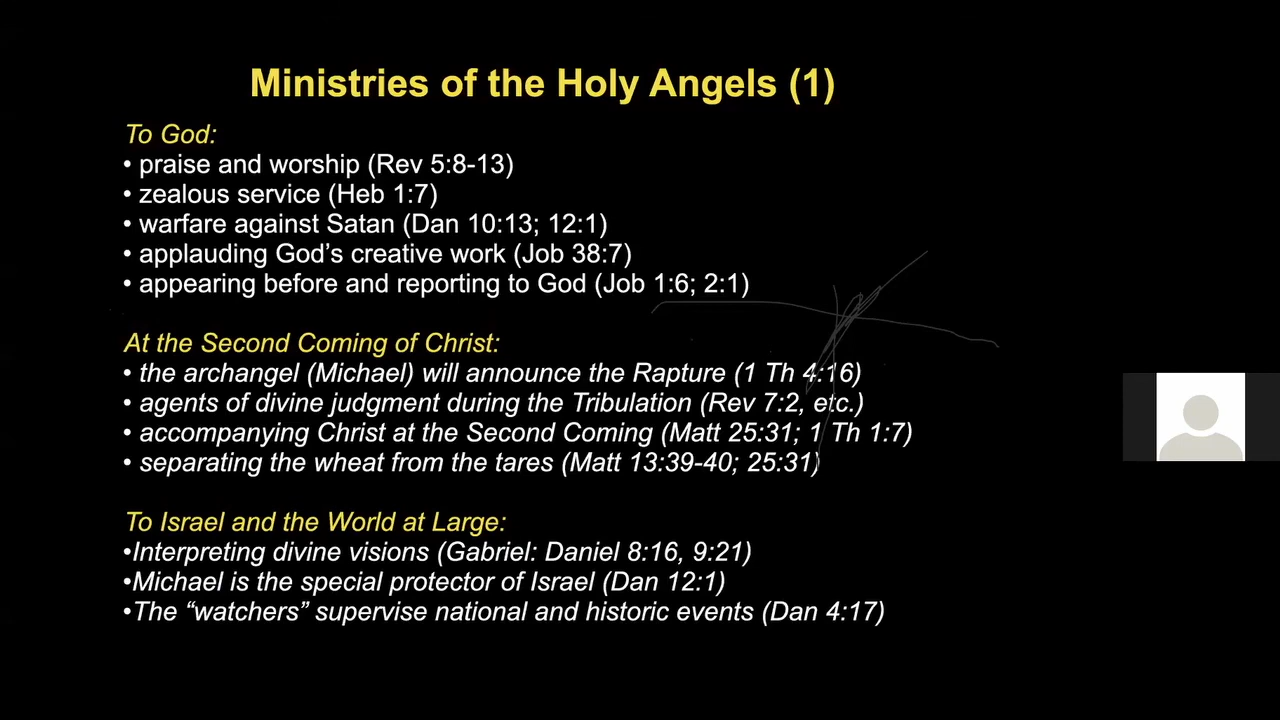 Ministries of the Holy Angels (1)
To God:
• praise and worship (Rev 5:8-13)
• zealous service (Heb 1:7)
• warfare against Satan (Dan 10:13; 12:1)
• applauding God’s creative work (Job 38:7)
• appearing before and reporting to God (Job 1:6; 2:1)
At the Second Coming of Christ:
• the archangel (Michael) will announce the Rapture (1 Th 4:16)
• agents of divine judgment during the Tribulation (Rev 7:2, etc.)
• accompanying Christ at the Second Coming (Matt 25:31; 1 Th 1:7)
• separating the wheat from the tares (Matt 13:39-40; 25:31)
To Israel and the World at Large:
•Interpreting divine visions (Gabriel: Daniel 8:16, 9:21)
•Michael is the special protector of Israel (Dan 12:1)
•The “watchers” supervise national and historic events (Dan 4:17)